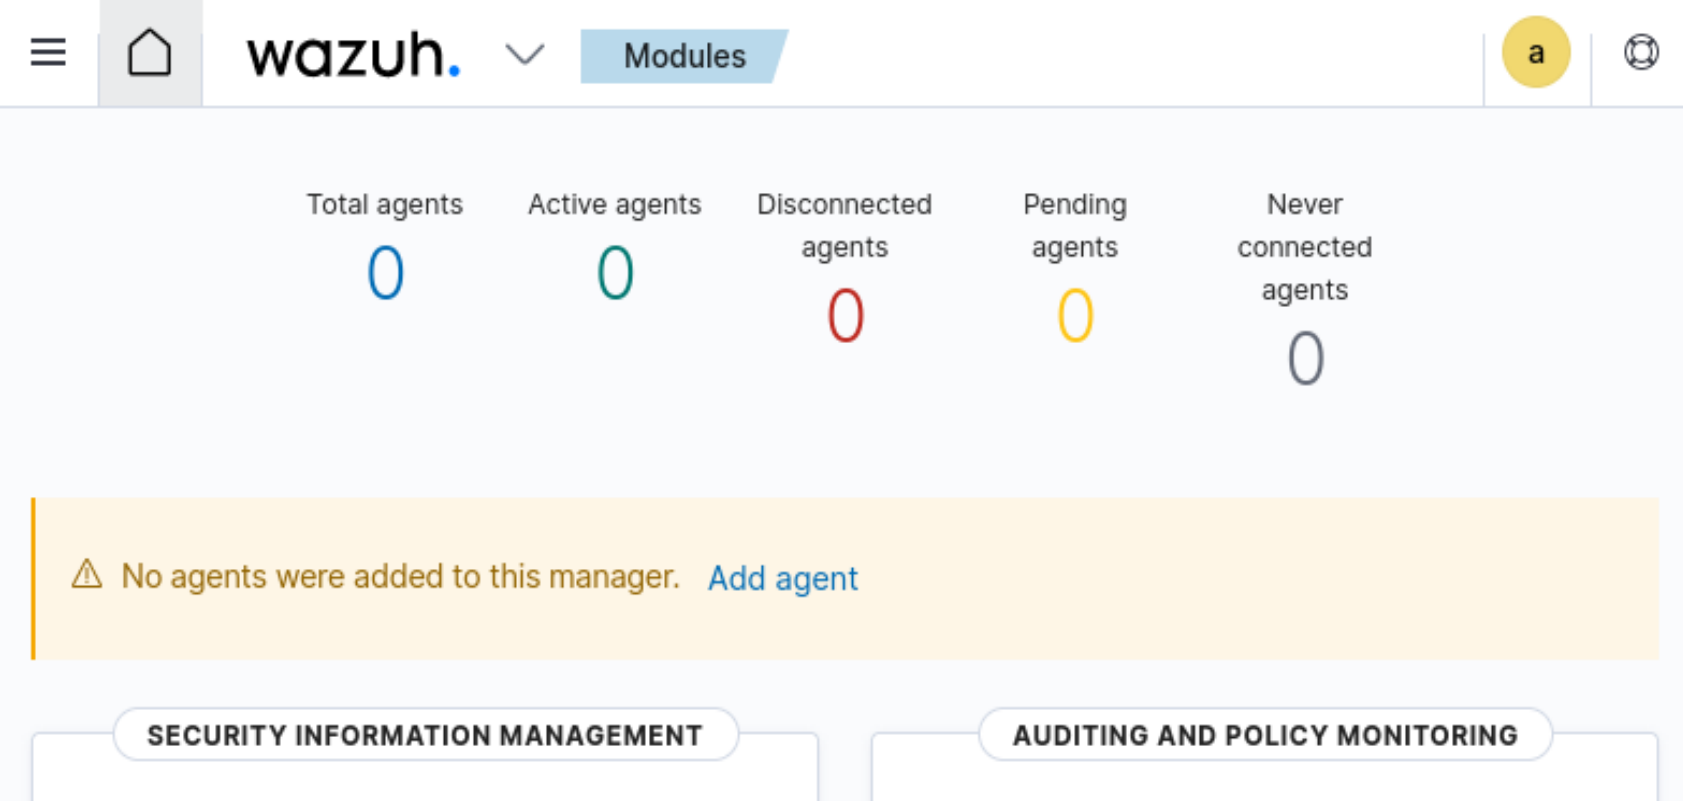 wazuh. Modules a
Total agents
0
Active agents
0
Disconnected
agents
0
Pending
agents
0
Never
connected
agents
0
No agents were added to this manager. Add agent
SECURITY INFORMATION MANAGEMENT
AUDITING AND POLICY MONITORING